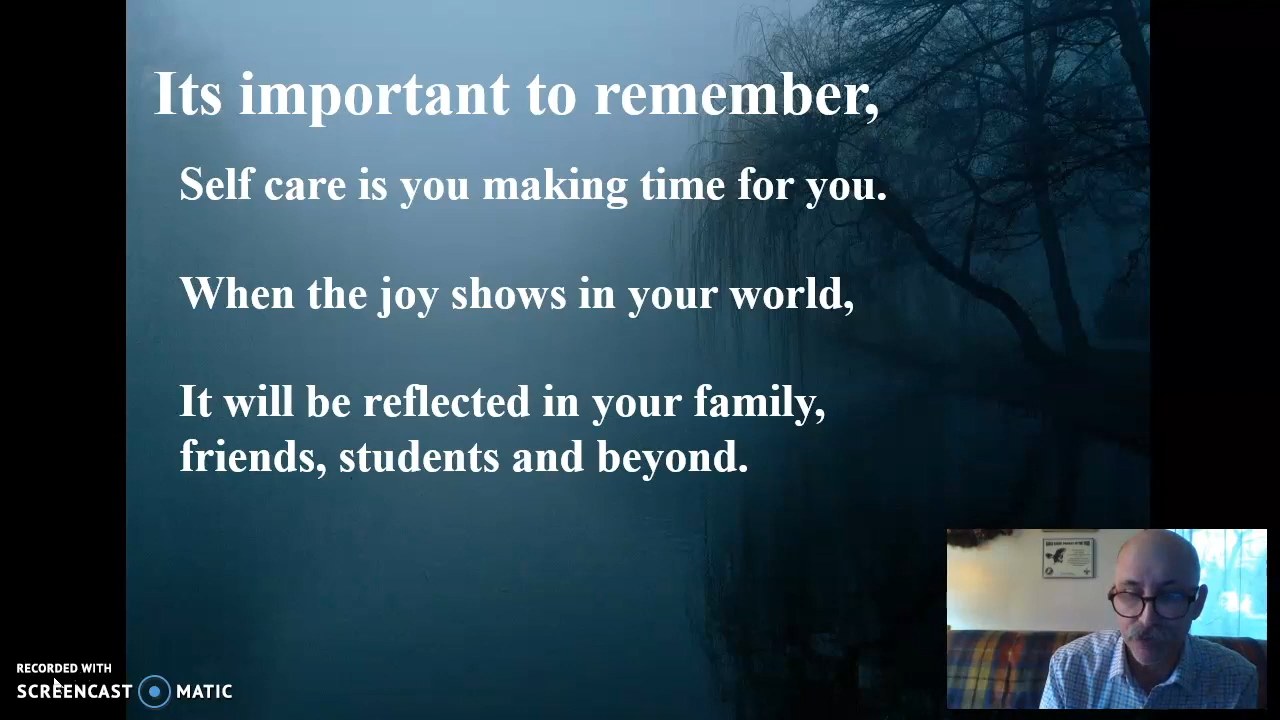 Its important to remember,
Self care is you making time for you.
When the joy shows in your world,
It will be reflected in your family,
friends, students and beyond.
RECORDED WITH
SCREENCAST MATIC